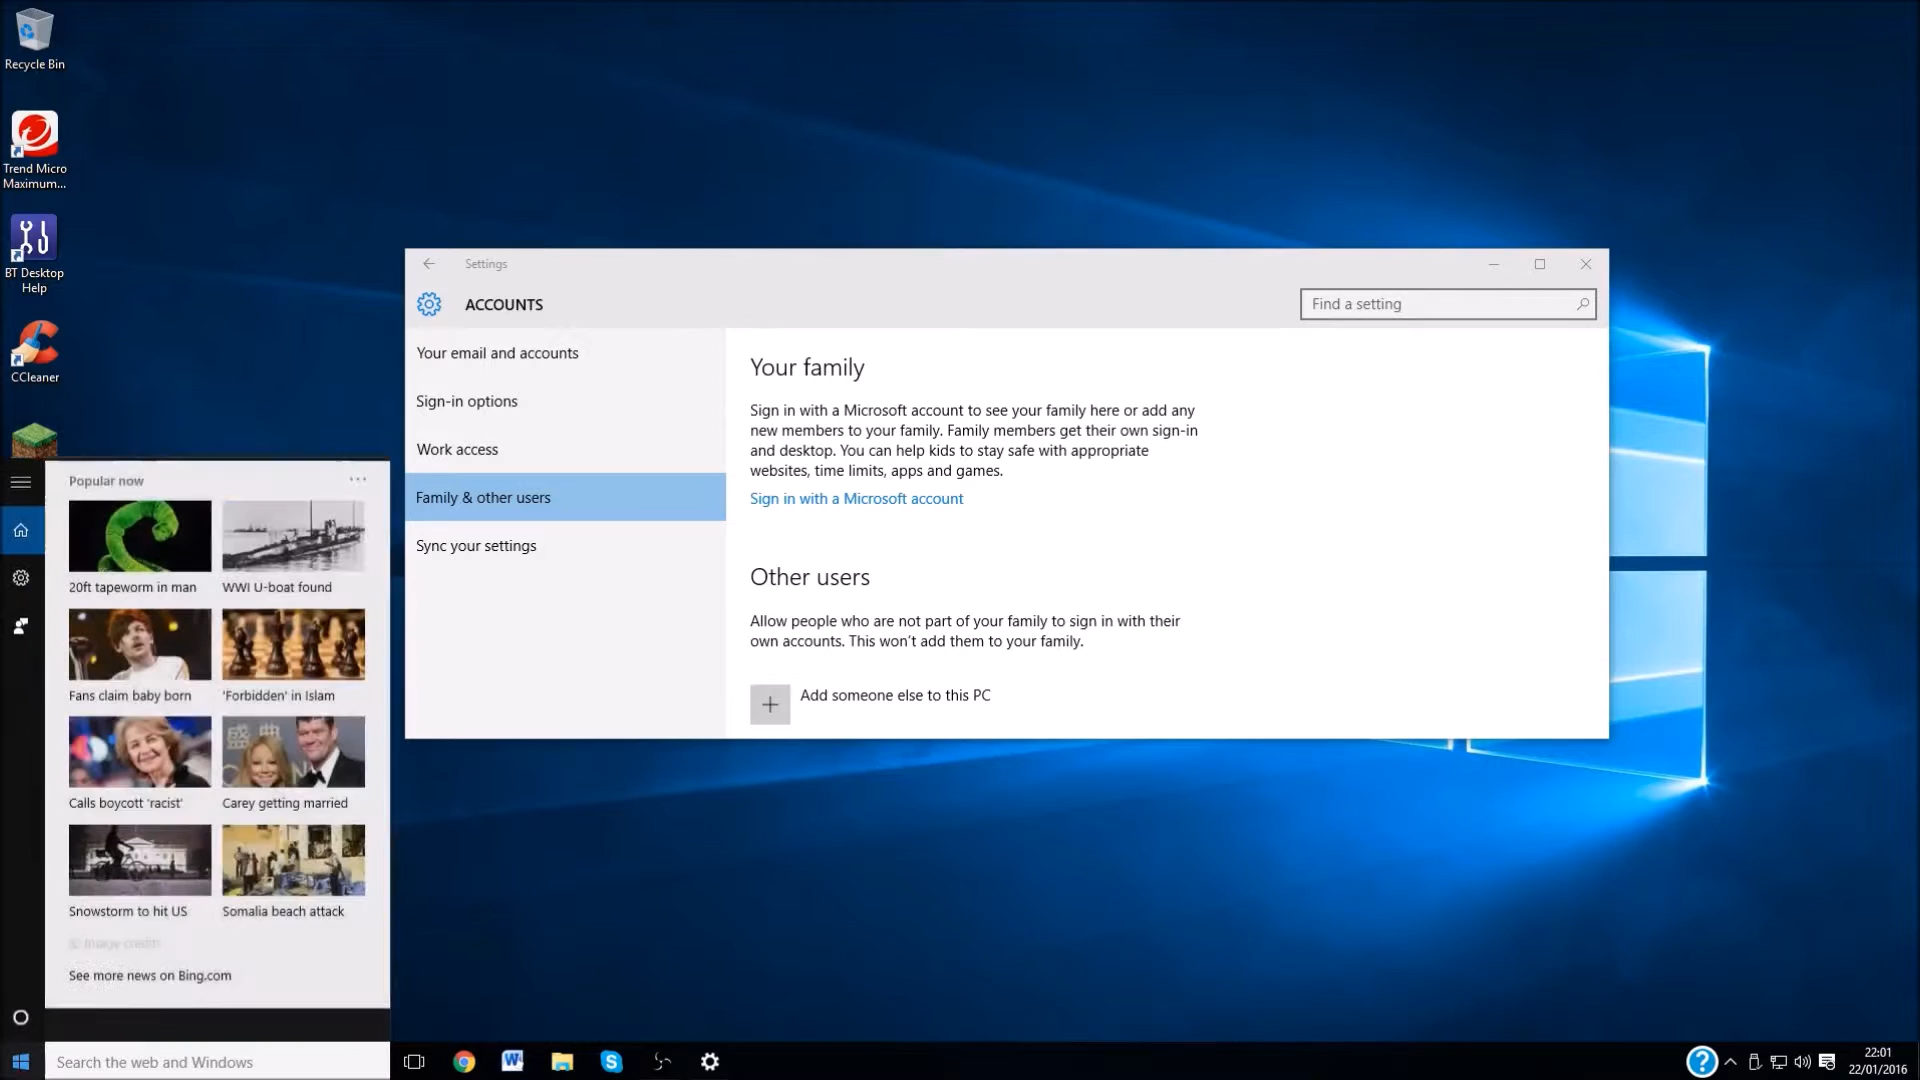 Recycle Bin
Trend Micro
Maximum...
BT Desktop
Help
CCleaner
Settings
ACCOUNTS
Find a setting
Your email and accounts
Sign-in options
Work access
Family & other users
Sync your settings
Your family
Sign in with a Microsoft account to see your family here or add any
new members to your family. Family members get their own sign-in
and desktop. You can help kids to stay safe with appropriate
websites, time limits, apps and games.
Sign in with a Microsoft account
Other users
Allow people who are not part of your family to sign in with their
own accounts. This won't add them to your family.
Add someone else to this PC
Popular now
20ft tapeworm in man
WWI U-boat found
Fans claim baby born
'Forbidden' in Islam
Calls boycott 'racist'
Carey getting married
Snowstorm to hit US
Somalia beach attack
© Image credits
See more news on Bing.com
Search the web and Windows
22:01
22/01/2016